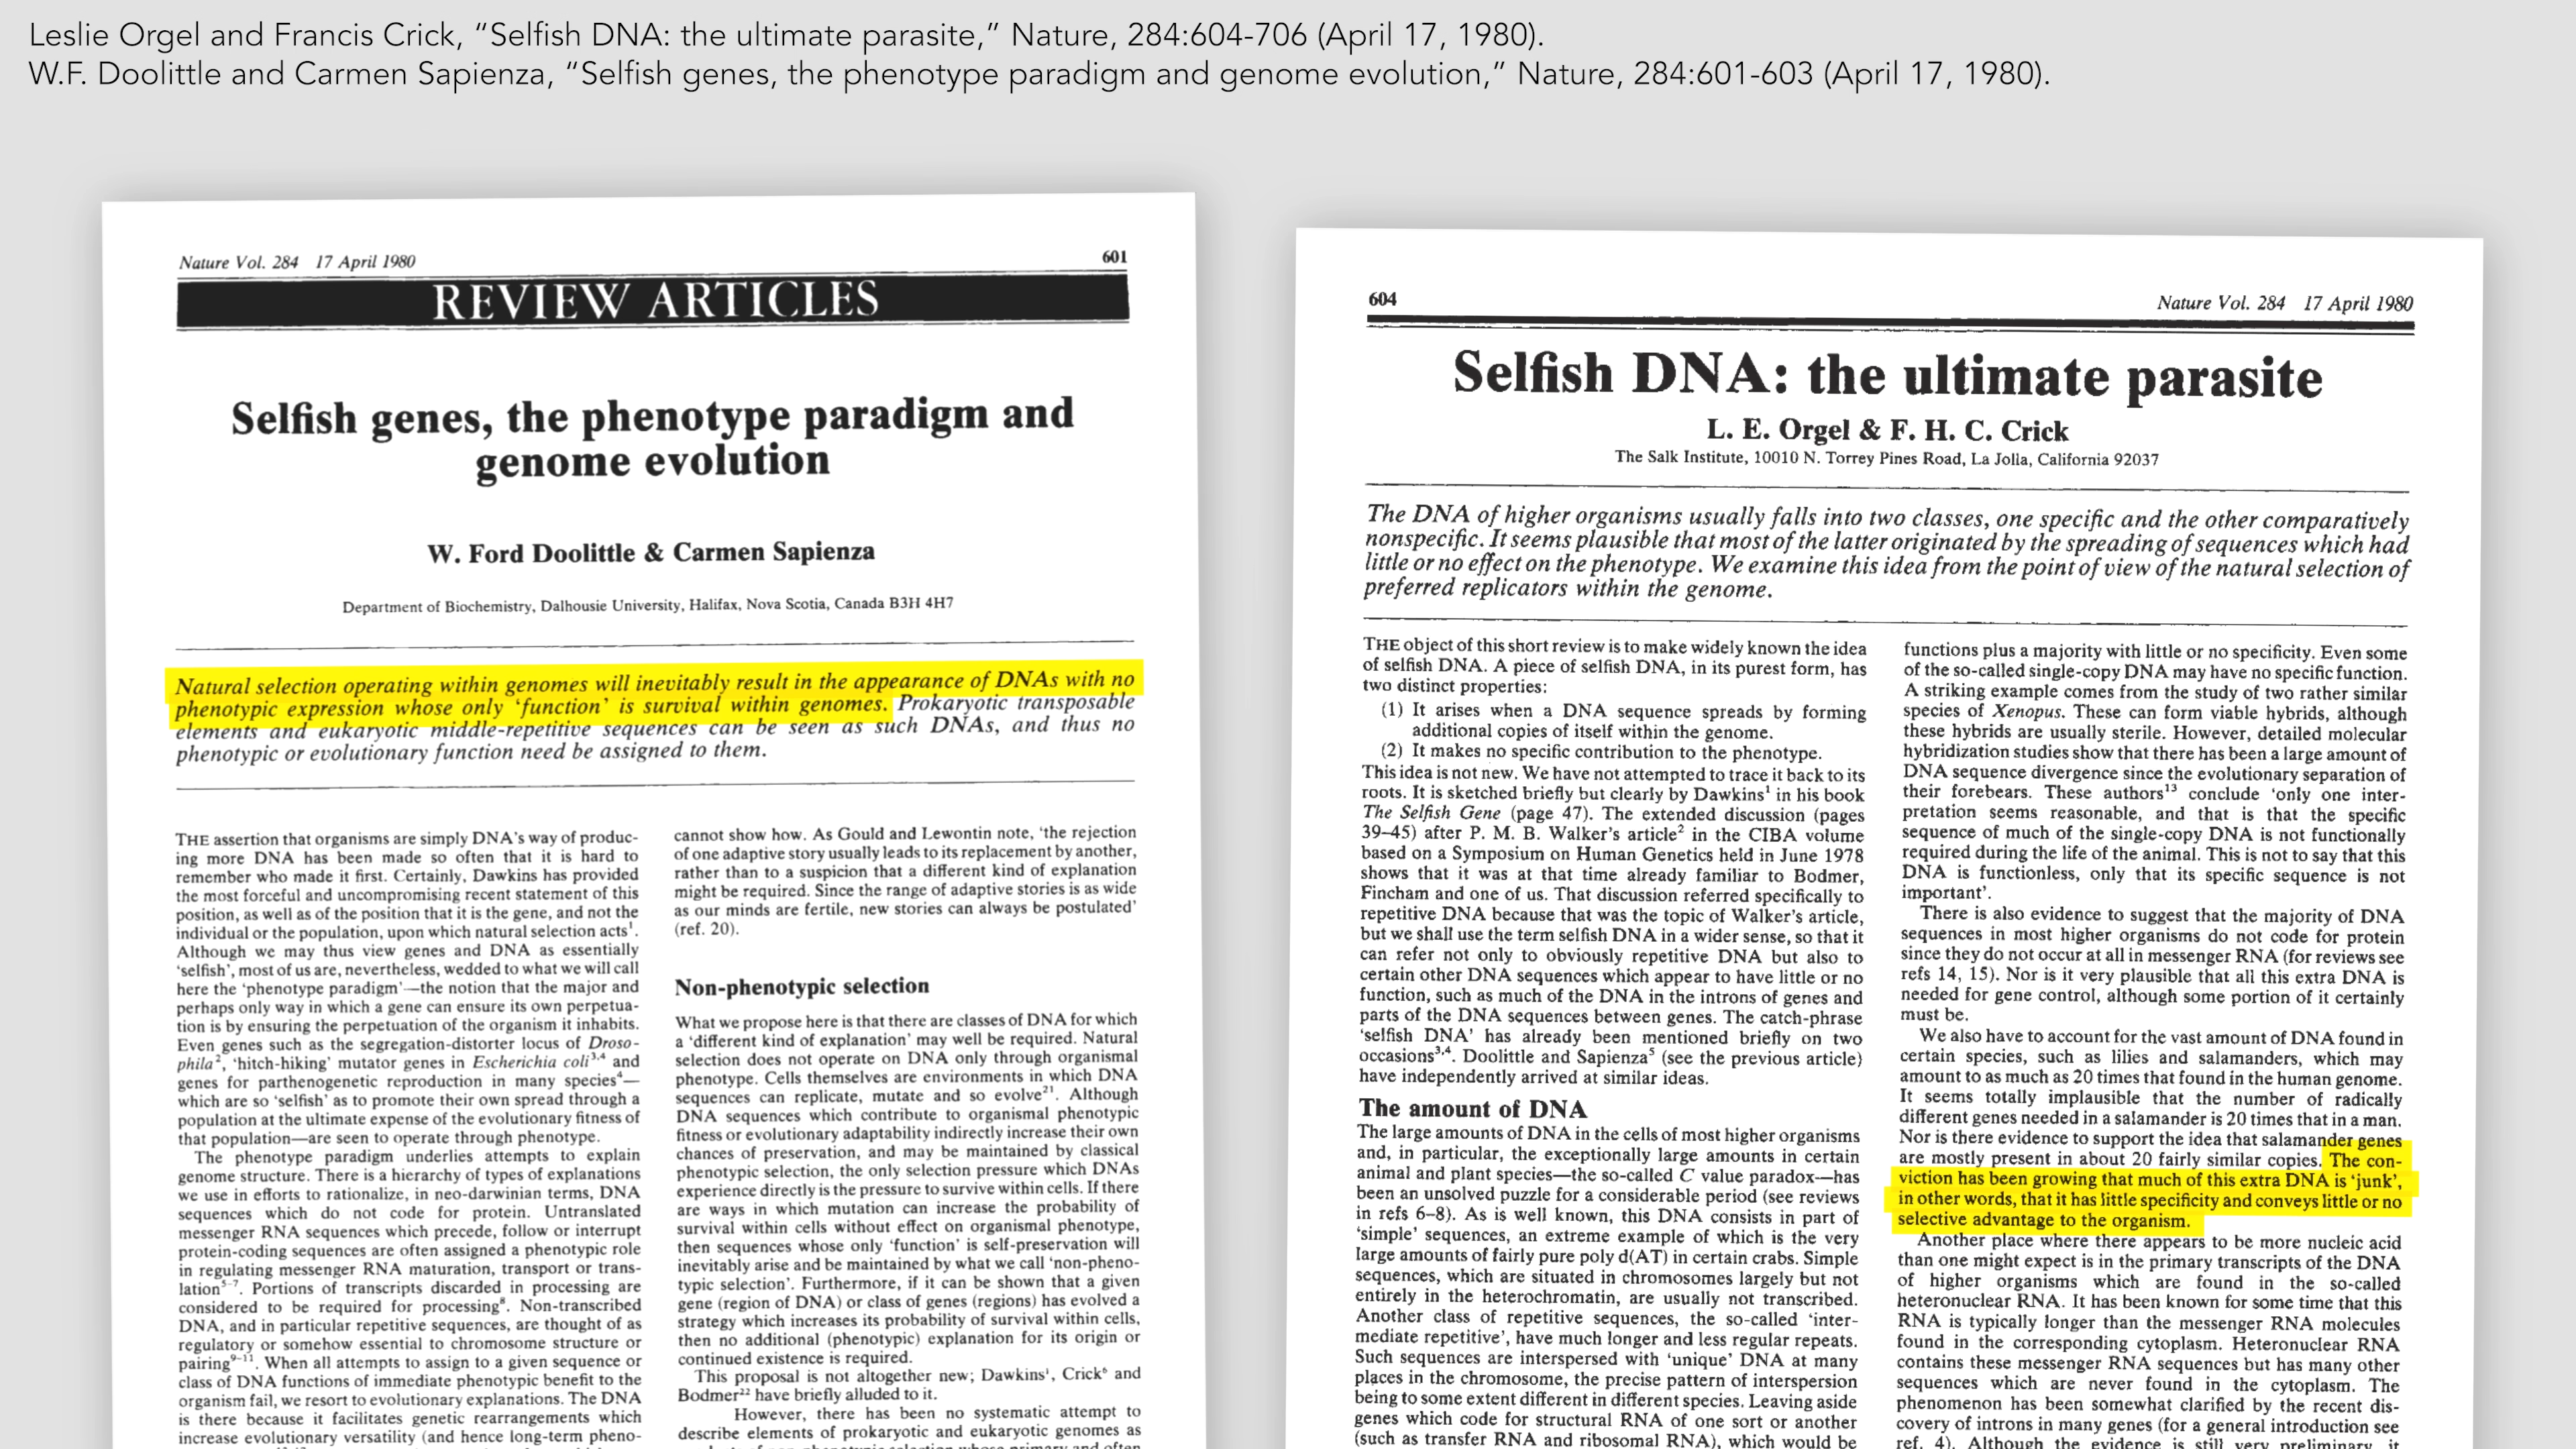 Leslie Orgel and Francis Crick, “Selfish DNA: the ultimate parasite,” Nature, 284:604-706 (April 17, 1980).
W.F. Doolittle and Carmen Sapienza, “Selfish genes, the phenotype paradigm and genome evolution,” Nature, 284:601-603 (April 17, 1980).
Nature Vol. 284 17 April 1980
601
REVIEW ARTICLES
Selfish genes, the phenotype paradigm and
genome evolution
W. Ford Doolittle & Carmen Sapienza
Department of Biochemistry, Dalhousie University, Halifax, Nova Scotia, Canada B3H 4H7
Natural selection operating within genomes will inevitably result in the appearance of DNAs with no
phenotypic expression whose only ‘function’ is survival within genomes. Prokaryotic transposable
elements and eukaryotic middle-repetitive sequences can be seen as such DNAs, and thus no
phenotypic or evolutionary function need be assigned to them.
THE assertion that organisms are simply DNA’s way of produc-
ing more DNA has been made so often that it is hard to
remember who made it first. Certainly, Dawkins has provided
the most forceful and uncompromising recent statement of this
position, as well as of the position that it is the gene, and not the
individual or the population, upon which natural selection acts¹.
Although we may thus view genes and DNA as essentially
‘selfish’, most of us are, nevertheless, wedded to what we will call
here the ‘phenotype paradigm’—the notion that the major and
perhaps only way in which a gene can ensure its own perpetua-
tion is by ensuring the perpetuation of the organism it inhabits.
Even genes such as the segregation-distorter locus of Droso-
phila², ‘hitch-hiking’ mutator genes in Escherichia coli³,⁴ and
genes for parthenogenetic reproduction in many species⁴—
which are so ‘selfish’ as to promote their own spread through a
population at the ultimate expense of the evolutionary fitness of
that population—are seen to operate through phenotype.
The phenotype paradigm underlies attempts to explain
genome structure. There is a hierarchy of types of explanations
we use in efforts to rationalize, in neo-darwinian terms, DNA
sequences which do not code for protein. Untranslated
messenger RNA sequences which precede, follow or interrupt
protein-coding sequences are often assigned a phenotypic role
in regulating messenger RNA maturation, transport or trans-
lation⁵⁻⁷. Portions of transcripts discarded in processing are
considered to be required for processing⁸. Non-transcribed
DNA, and in particular repetitive sequences, are thought of as
regulatory or somehow essential to chromosome structure or
pairing⁹⁻¹¹. When all attempts to assign to a given sequence or
class of DNA functions of immediate phenotypic benefit to the
organism fail, we resort to evolutionary explanations. The DNA
is there because it facilitates genetic rearrangements which
increase evolutionary versatility (and hence long-term pheno-
cannot show how. As Gould and Lewontin note, ‘the rejection
of one adaptive story usually leads to its replacement by another,
rather than to a suspicion that a different kind of explanation
might be required. Since the range of adaptive stories is as wide
as our minds are fertile, new stories can always be postulated’
(ref. 20).
Non-phenotypic selection
What we propose here is that there are classes of DNA for which
a ‘different kind of explanation’ may well be required. Natural
selection does not operate on DNA only through organismal
phenotype. Cells themselves are environments in which DNA
sequences can replicate, mutate and so evolve²¹. Although
DNA sequences which contribute to organismal phenotypic
fitness or evolutionary adaptability indirectly increase their own
chances of preservation, and may be maintained by classical
phenotypic selection, the only selection pressure which DNAs
experience directly is the pressure to survive within cells. If there
are ways in which mutation can increase the probability of
survival within cells without effect on organismal phenotype,
then sequences whose only ‘function’ is self-preservation will
inevitably arise and be maintained by what we call ‘non-pheno-
typic selection’. Furthermore, if it can be shown that a given
gene (region of DNA) or class of genes (regions) has evolved a
strategy which increases its probability of survival within cells,
then no additional (phenotypic) explanation for its origin or
continued existence is required.
This proposal is not altogether new; Dawkins¹, Crick⁶ and
Bodmer²² have briefly alluded to it.
However, there has been no systematic attempt to
describe elements of prokaryotic and eukaryotic genomes as
604
Nature Vol. 284 17 April 1980
Selfish DNA: the ultimate parasite
L. E. Orgel & F. H. C. Crick
The Salk Institute, 10010 N. Torrey Pines Road, La Jolla, California 92037
The DNA of higher organisms usually falls into two classes, one specific and the other comparatively
nonspecific. It seems plausible that most of the latter originated by the spreading of sequences which had
little or no effect on the phenotype. We examine this idea from the point of view of the natural selection of
preferred replicators within the genome.
THE object of this short review is to make widely known the idea
of selfish DNA. A piece of selfish DNA, in its purest form, has
two distinct properties:
(1) It arises when a DNA sequence spreads by forming
additional copies of itself within the genome.
(2) It makes no specific contribution to the phenotype.
This idea is not new. We have not attempted to trace it back to its
roots. It is sketched briefly but clearly by Dawkins¹ in his book
The Selfish Gene (page 47). The extended discussion (pages
39–45) after P. M. B. Walker’s article² in the CIBA volume
based on a Symposium on Human Genetics held in June 1978
shows that it was at that time already familiar to Bodmer,
Fincham and one of us. That discussion referred specifically to
repetitive DNA because that was the topic of Walker’s article,
but we shall use the term selfish DNA in a wider sense, so that it
can refer not only to obviously repetitive DNA but also to
certain other DNA sequences which appear to have little or no
function, such as much of the DNA in the introns of genes and
parts of the DNA sequences between genes. The catch-phrase
‘selfish DNA’ has already been mentioned briefly on two
occasions³,⁴. Doolittle and Sapienza⁵ (see the previous article)
have independently arrived at similar ideas.
The amount of DNA
The large amounts of DNA in the cells of most higher organisms
and, in particular, the exceptionally large amounts in certain
animal and plant species—the so-called C value paradox—has
been an unsolved puzzle for a considerable period (see reviews
in refs 6–8). As is well known, this DNA consists in part of
‘simple’ sequences, an extreme example of which is the very
large amounts of fairly pure poly d(AT) in certain crabs. Simple
sequences, which are situated in chromosomes largely but not
entirely in the heterochromatin, are usually not transcribed.
Another class of repetitive sequences, the so-called ‘inter-
mediate repetitive’, have much longer and less regular repeats.
Such sequences are interspersed with ‘unique’ DNA at many
places in the chromosome, the precise pattern of interspersion
being to some extent different in different species. Leaving aside
genes which code for structural RNA of one sort or another
(such as transfer RNA and ribosomal RNA), which would be
functions plus a majority with little or no specificity. Even some
of the so-called single-copy DNA may have no specific function.
A striking example comes from the study of two rather similar
species of Xenopus. These can form viable hybrids, although
these hybrids are usually sterile. However, detailed molecular
hybridization studies show that there has been a large amount of
DNA sequence divergence since the evolutionary separation of
their forebears. These authors¹³ conclude ‘only one inter-
pretation seems reasonable, and that is that the specific
sequence of much of the single-copy DNA is not functionally
required during the life of the animal. This is not to say that this
DNA is functionless, only that its specific sequence is not
important’.
There is also evidence to suggest that the majority of DNA
sequences in most higher organisms do not code for protein
since they do not occur at all in messenger RNA (for reviews see
refs 14, 15). Nor is it very plausible that all this extra DNA is
needed for gene control, although some portion of it certainly
must be.
We also have to account for the vast amount of DNA found in
certain species, such as lilies and salamanders, which may
amount to as much as 20 times that found in the human genome.
It seems totally implausible that the number of radically
different genes needed in a salamander is 20 times that in a man.
Nor is there evidence to support the idea that salamander genes
are mostly present in about 20 fairly similar copies. The con-
viction has been growing that much of this extra DNA is ‘junk’,
in other words, that it has little specificity and conveys little or no
selective advantage to the organism.
Another place where there appears to be more nucleic acid
than one might expect is in the primary transcripts of the DNA
of higher organisms which are found in the so-called
heteronuclear RNA. It has been known for some time that this
RNA is typically longer than the messenger RNA molecules
found in the corresponding cytoplasm. Heteronuclear RNA
contains these messenger RNA sequences but has many other
sequences which are never found in the cytoplasm. The
phenomenon has been somewhat clarified by the recent dis-
covery of introns in many genes (for a general introduction see
ref. 4). Although the evidence is still very preliminary, it